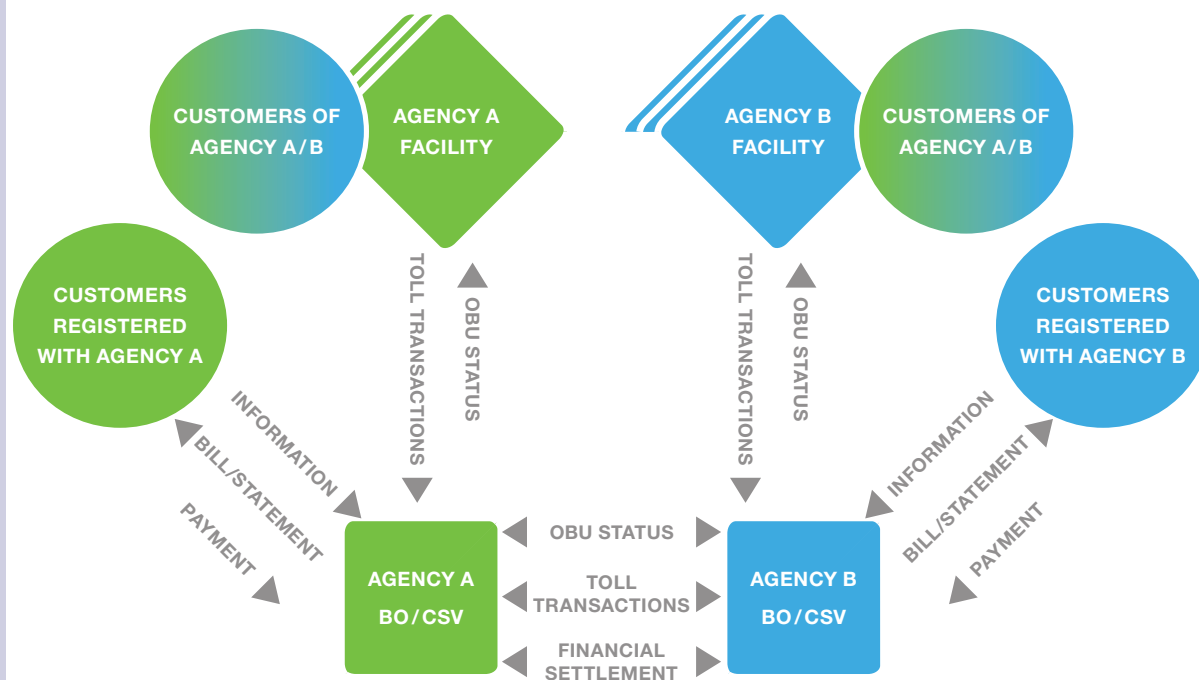 CUSTOMERS OF
AGENCY A/B
AGENCY A
FACILITY
AGENCY B
FACILITY
CUSTOMERS OF
AGENCY A/B
CUSTOMERS
REGISTERED
WITH AGENCY A
TOLL TRANSACTIONS
OBU STATUS
TOLL TRANSACTIONS
OBU STATUS
CUSTOMERS
REGISTERED
WITH AGENCY B
INFORMATION
BILL/STATEMENT
PAYMENT
INFORMATION
BILL/STATEMENT
PAYMENT
AGENCY A
BO/CSV
OBU STATUS
TOLL
TRANSACTIONS
FINANCIAL
SETTLEMENT
AGENCY B
BO/CSV